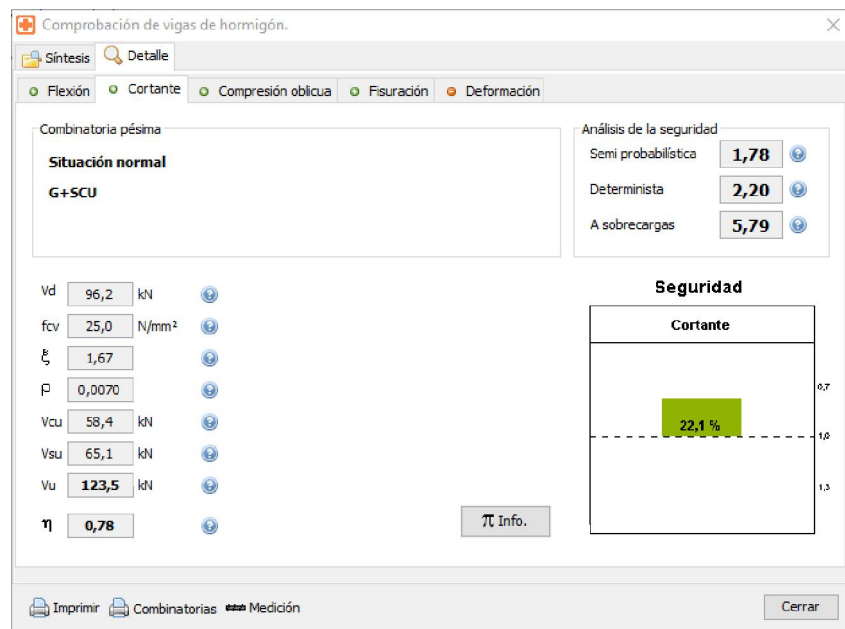 Comprobación de vigas de hormigón.
Síntesis Detalle
Flexión Cortante Compresión oblicua Fisuración Deformación
Combinatoria pésima
Situación normal
G+SCU
Análisis de la seguridad
Semi probabilística 1,78
Determinista 2,20
A sobrecargas 5,79
Vd 96,2 kN
fcv 25,0 N/mm²
ξ 1,67
ρ 0,0070
Vcu 58,4 kN
Vsu 65,1 kN
Vu 123,5 kN
η 0,78
π Info.
Seguridad
Cortante
0,7
22,1 %
1,0
1,3
Imprimir Combinatorias Medición
Cerrar